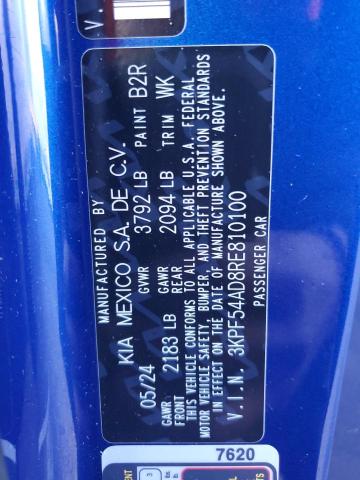 MANUFACTURED BY
KIA MEXICO S.A. DE C.V.
05/24 GVWR 3792 LB PAINT B2R
GAWR FRONT 2183 LB GAWR REAR 2094 LB TRIM WK
THIS VEHICLE CONFORMS TO ALL APPLICABLE U.S.A. FEDERAL
MOTOR VEHICLE SAFETY, BUMPER, AND THEFT PREVENTION STANDARDS
IN EFFECT ON THE DATE OF MANUFACTURE SHOWN ABOVE.
V.I.N. 3KPF54AD8RE810100
PASSENGER CAR
7620
V.
3